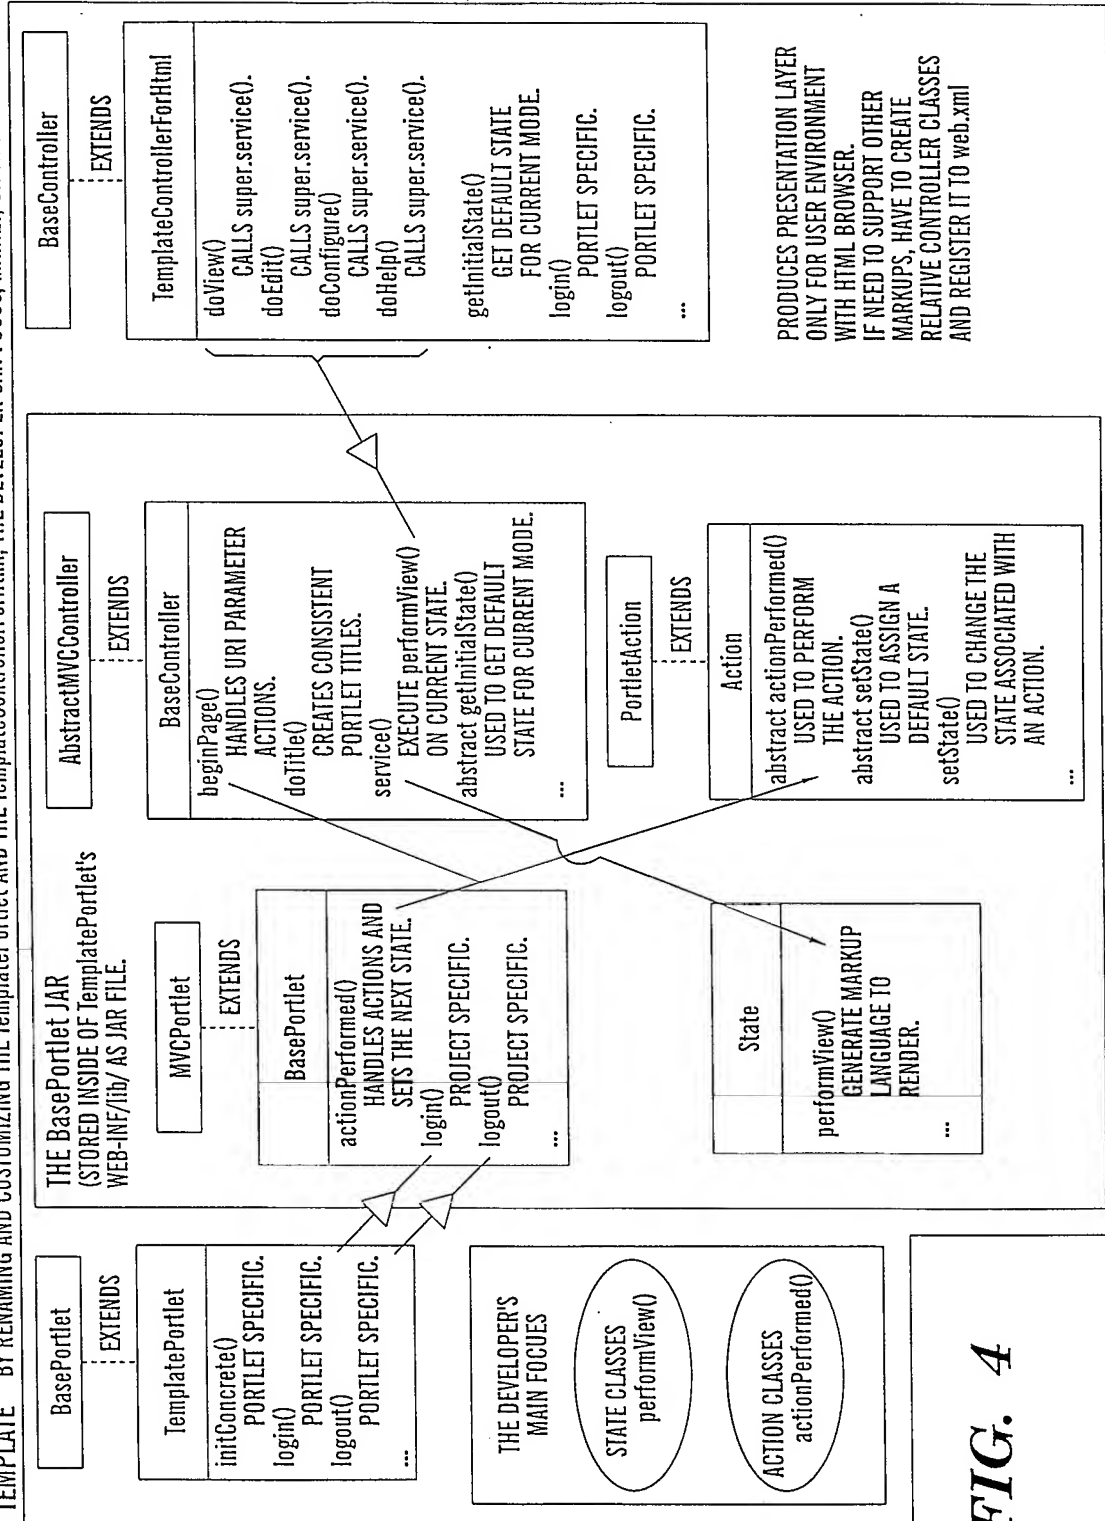 TEMPLATE BY RENAMING AND CUSTOMIZING THE TemplatePortlet AND THE TemplateControllerForHtml, THE DEVELOPER CAN FOCUS
BasePortlet
EXTENDS
TemplatePortlet
initConcrete()
PORTLET SPECIFIC.
login()
PORTLET SPECIFIC.
logout()
PORTLET SPECIFIC.
...
THE DEVELOPER'S
MAIN FOCUES
STATE CLASSES
performView()
ACTION CLASSES
actionPerformed()
THE BasePortlet JAR
(STORED INSIDE OF TemplatePortlet's
WEB-INF/lib/ AS JAR FILE.
MVCPortlet
EXTENDS
BasePortlet
actionPerformed()
HANDLES ACTIONS AND
SETS THE NEXT STATE.
login()
PROJECT SPECIFIC.
logout()
PROJECT SPECIFIC.
...
State
performView()
GENERATE MARKUP
LANGUAGE TO
RENDER.
...
AbstractMVCController
EXTENDS
BaseController
beginPage()
HANDLES URI PARAMETER
ACTIONS.
doTitle()
CREATES CONSISTENT
PORTLET TITLES.
service()
EXECUTE performView()
ON CURRENT STATE.
abstract getInitialState()
USED TO GET DEFAULT
STATE FOR CURRENT MODE.
...
PortletAction
EXTENDS
Action
abstract actionPerformed()
USED TO PERFORM
THE ACTION.
abstract setState()
USED TO ASSIGN A
DEFAULT STATE.
setState()
USED TO CHANGE THE
STATE ASSOCIATED WITH
AN ACTION.
...
BaseController
EXTENDS
TemplateControllerForHtml
doView()
CALLS super.service().
doEdit()
CALLS super.service().
doConfigure()
CALLS super.service().
doHelp()
CALLS super.service().
getInitialState()
GET DEFAULT STATE
FOR CURRENT MODE.
login()
PORTLET SPECIFIC.
logout()
PORTLET SPECIFIC.
...
PRODUCES PRESENTATION LAYER
ONLY FOR USER ENVIRONMENT
WITH HTML BROWSER.
IF NEED TO SUPPORT OTHER
MARKUPS, HAVE TO CREATE
RELATIVE CONTROLLER CLASSES
AND REGISTER IT TO web.xml
FIG. 4